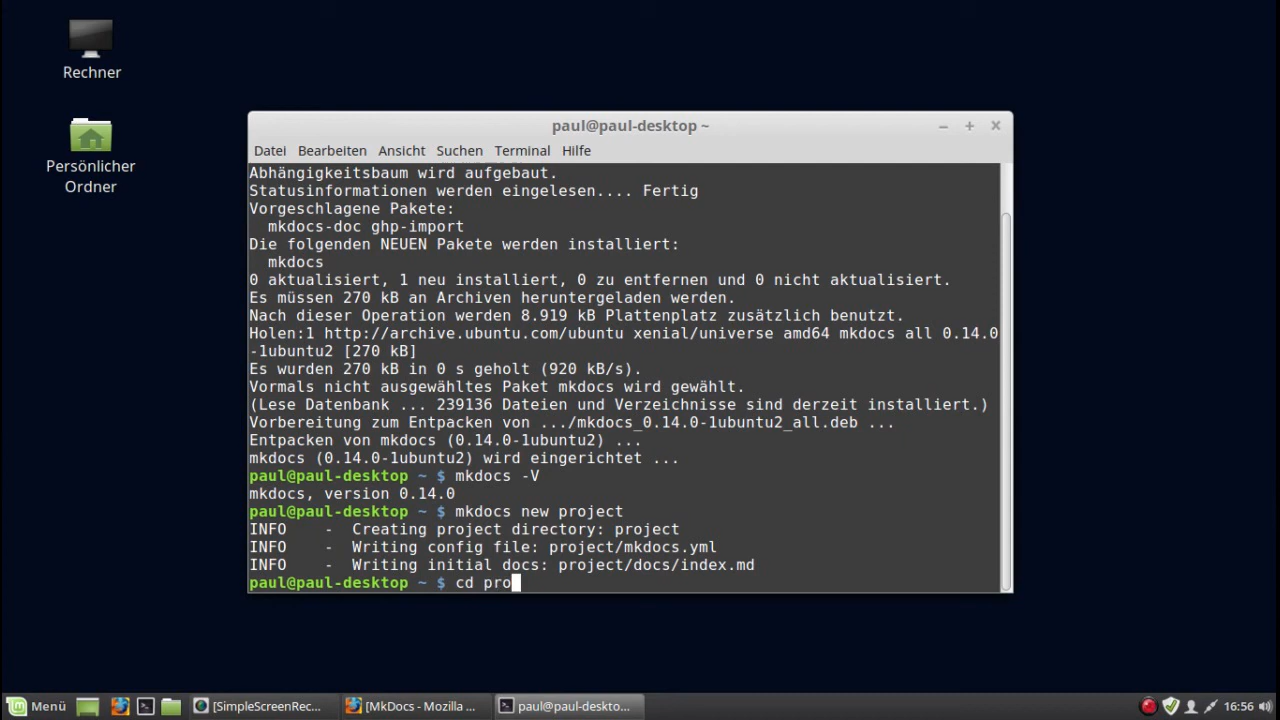 Rechner
Persönlicher
Ordner
paul@paul-desktop ~
Datei Bearbeiten Ansicht Suchen Terminal Hilfe
Abhängigkeitsbaum wird aufgebaut.
Statusinformationen werden eingelesen.... Fertig
Vorgeschlagene Pakete:
  mkdocs-doc ghp-import
Die folgenden NEUEN Pakete werden installiert:
  mkdocs
0 aktualisiert, 1 neu installiert, 0 zu entfernen und 0 nicht aktualisiert.
Es müssen 270 kB an Archiven heruntergeladen werden.
Nach dieser Operation werden 8.919 kB Plattenplatz zusätzlich benutzt.
Holen:1 http://archive.ubuntu.com/ubuntu xenial/universe amd64 mkdocs all 0.14.0
-1ubuntu2 [270 kB]
Es wurden 270 kB in 0 s geholt (920 kB/s).
Vormals nicht ausgewähltes Paket mkdocs wird gewählt.
(Lese Datenbank ... 239136 Dateien und Verzeichnisse sind derzeit installiert.)
Vorbereitung zum Entpacken von .../mkdocs_0.14.0-1ubuntu2_all.deb ...
Entpacken von mkdocs (0.14.0-1ubuntu2) ...
mkdocs (0.14.0-1ubuntu2) wird eingerichtet ...
paul@paul-desktop ~ $ mkdocs -V
mkdocs, version 0.14.0
paul@paul-desktop ~ $ mkdocs new project
INFO    -  Creating project directory: project
INFO    -  Writing config file: project/mkdocs.yml
INFO    -  Writing initial docs: project/docs/index.md
paul@paul-desktop ~ $ cd pro
Menü [SimpleScreenRec... [MkDocs - Mozilla ... paul@paul-deskto... 16:56